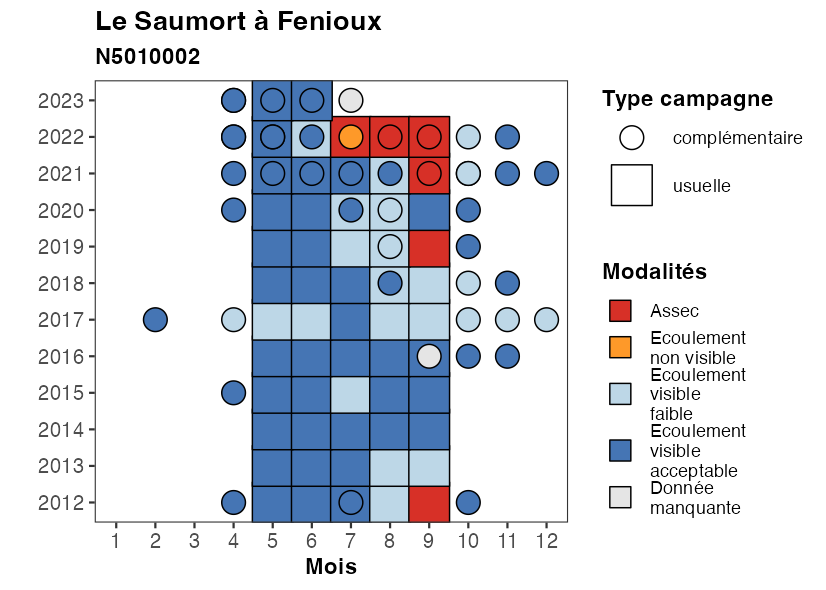 Le Saumort à Fenioux
N5010002
2023
2022
2021
2020
2019
2018
2017
2016
2015
2014
2013
2012
1 2 3 4 5 6 7 8 9 10 11 12
Mois
Type campagne
complémentaire
usuelle
Modalités
Assec
Ecoulement
non visible
Ecoulement
visible
faible
Ecoulement
visible
acceptable
Donnée
manquante